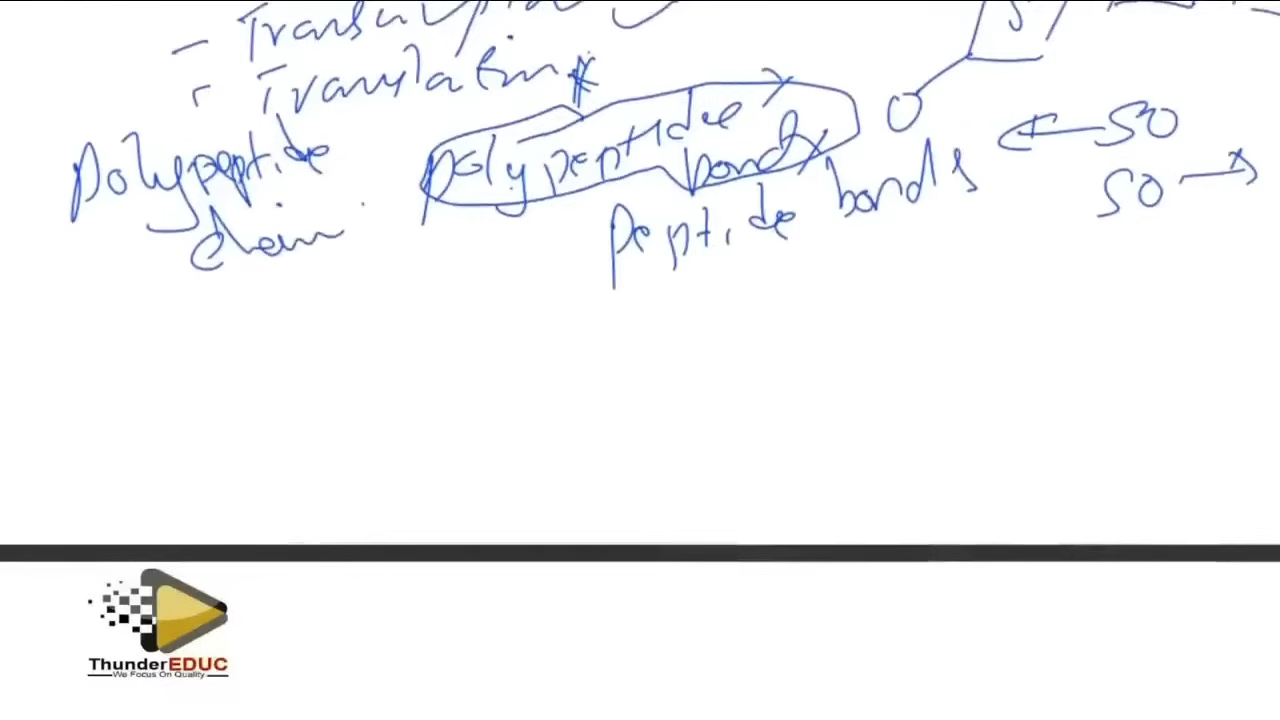 - Transcription
- Translation
polypeptide
chain
polypeptide
bonds
peptide bonds
S
O
50
50
ThunderEDUC
We Focus On Quality